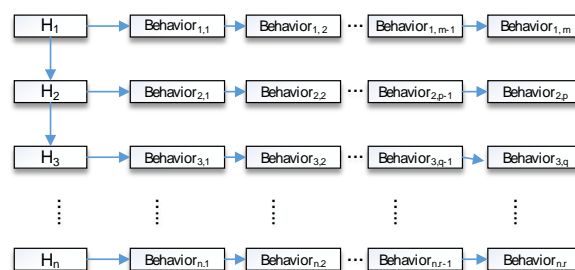 H₁ Behavior₁,₁ Behavior₁,₂ ... Behavior₁,ₘ₋₁ Behavior₁,ₘ
H₂ Behavior₂,₁ Behavior₂,₂ ... Behavior₂,ₚ₋₁ Behavior₂,ₚ
H₃ Behavior₃,₁ Behavior₃,₂ ... Behavior₃,q₋₁ Behavior₃,q
Hₙ Behaviorₙ.₁ Behaviorₙ.₂ ... Behaviorₙ.ᵣ₋₁ Behaviorₙ.ᵣ